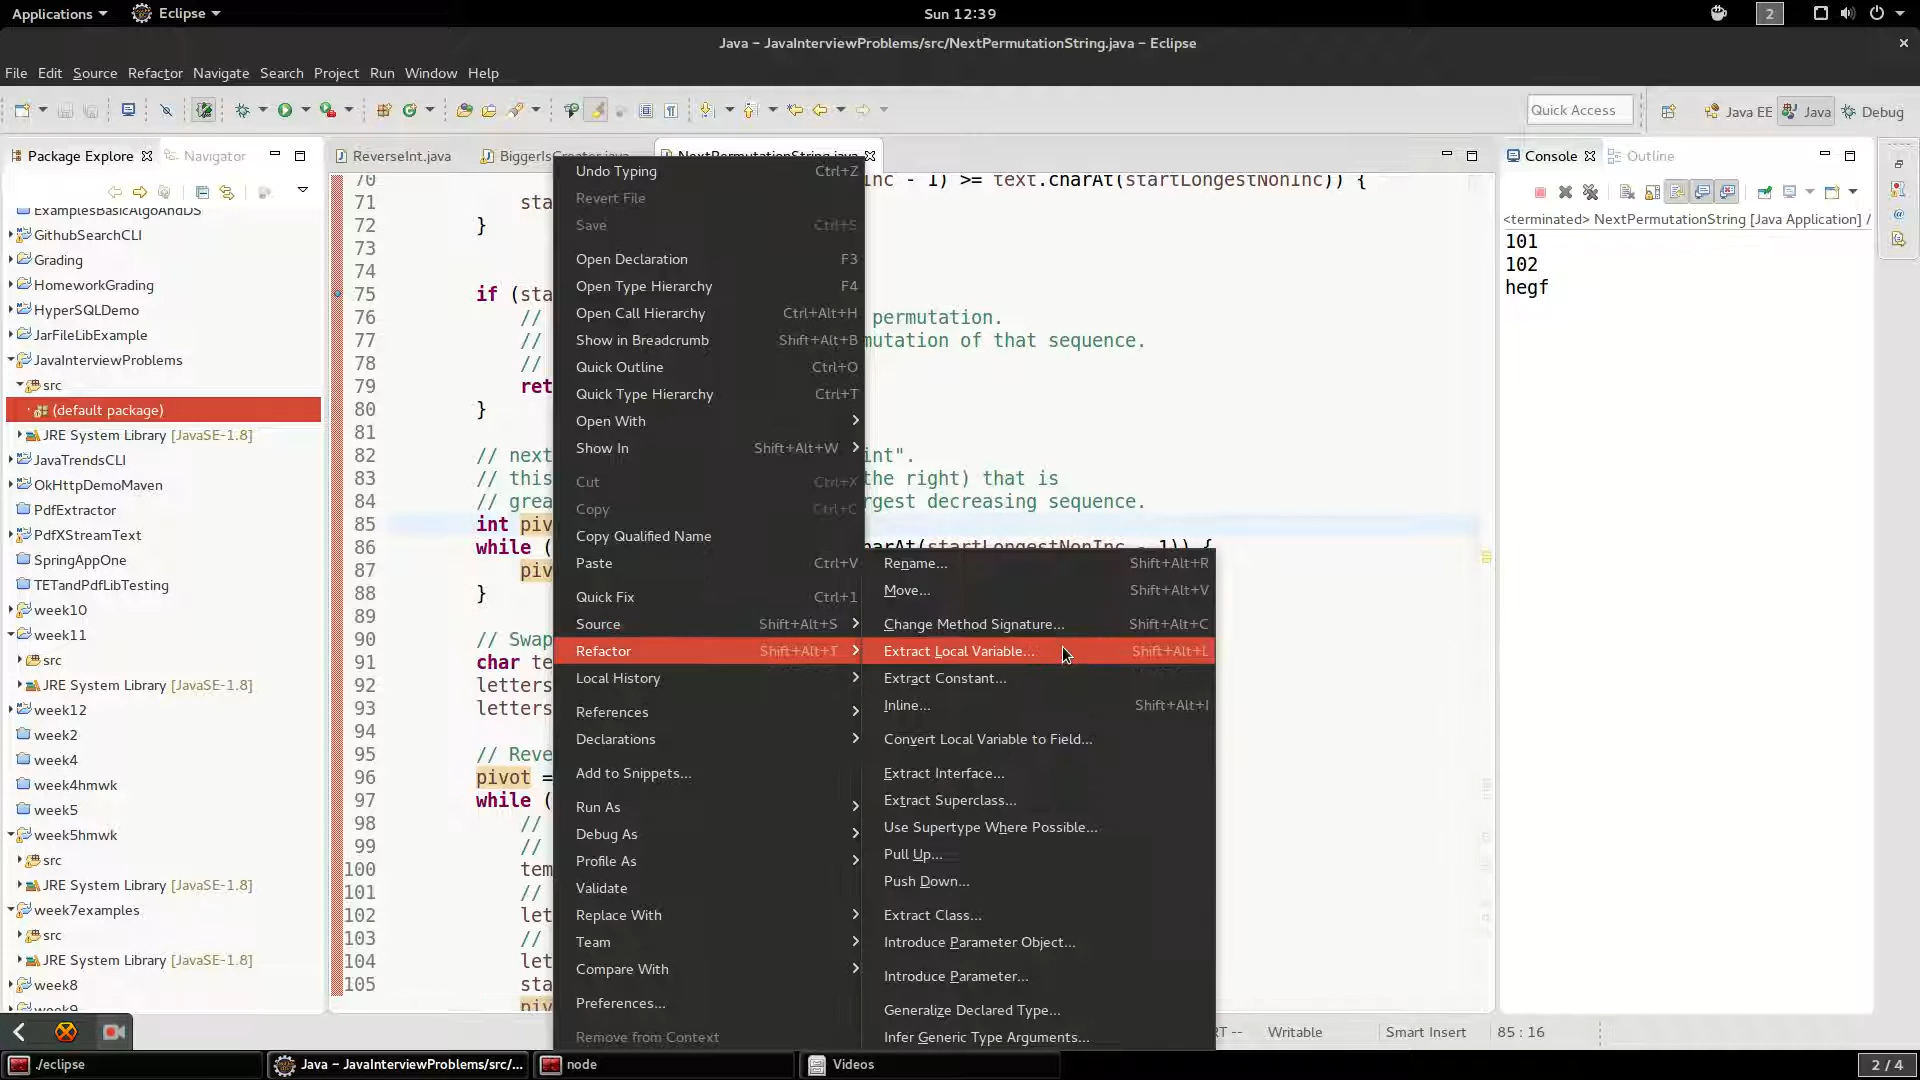 Applications
Eclipse
Sun 12:39
2
Java – JavaInterviewProblems/src/NextPermutationString.java – Eclipse
File Edit Source Refactor Navigate Search Project Run Window Help
Quick Access
Java EE
Java
Debug
Package Explore
Navigator
ReverseInt.java
NextPermutationString.java
Console
Outline
ExamplesBasicAlgoAndDS
GithubSearchCLI
Grading
HomeworkGrading
HyperSQLDemo
JarFileLibExample
JavaInterviewProblems
src
(default package)
JRE System Library [JavaSE-1.8]
JavaTrendsCLI
OkHttpDemoMaven
PdfExtractor
PdfXStreamText
SpringAppOne
TETandPdfLibTesting
week10
week11
src
JRE System Library [JavaSE-1.8]
week12
week2
week4
week4hmwk
week5
week5hmwk
src
JRE System Library [JavaSE-1.8]
week7examples
src
JRE System Library [JavaSE-1.8]
week8
week9
70 nc - 1) >= text.charAt(startLongestNonInc)) {
71 sta
72 }
73
74
75 if (sta
76 // permutation.
77 // mutation of that sequence.
78 //
79 ret
80 }
81
82 // next int".
83 // this the right) that is
84 // grea rgest decreasing sequence.
85 int piv
86 while ( harAt(startLongestNonInc - 1)) {
87 piv
88 }
89
90 // Swap
91 char te
92 letters
93 letters
94
95 // Reve
96 pivot =
97 while (
98 //
99 //
100 tem
101 //
102 let
103 //
104 let
105 sta
piv
Undo Typing Ctrl+Z
Revert File
Save Ctrl+S
Open Declaration F3
Open Type Hierarchy F4
Open Call Hierarchy Ctrl+Alt+H
Show in Breadcrumb Shift+Alt+B
Quick Outline Ctrl+O
Quick Type Hierarchy Ctrl+T
Open With
Show In Shift+Alt+W
Cut Ctrl+X
Copy Ctrl+C
Copy Qualified Name
Paste Ctrl+V
Quick Fix Ctrl+1
Source Shift+Alt+S
Refactor Shift+Alt+T
Local History
References
Declarations
Add to Snippets...
Run As
Debug As
Profile As
Validate
Replace With
Team
Compare With
Preferences...
Remove from Context
Rename... Shift+Alt+R
Move... Shift+Alt+V
Change Method Signature... Shift+Alt+C
Extract Local Variable... Shift+Alt+L
Extract Constant...
Inline... Shift+Alt+I
Convert Local Variable to Field...
Extract Interface...
Extract Superclass...
Use Supertype Where Possible...
Pull Up...
Push Down...
Extract Class...
Introduce Parameter Object...
Introduce Parameter...
Generalize Declared Type...
Infer Generic Type Arguments...
<terminated> NextPermutationString [Java Application] /
101
102
hegf
RT --
Writable
Smart Insert
85 : 16
./eclipse
Java – JavaInterviewProblems/src/...
node
Videos
2 / 4